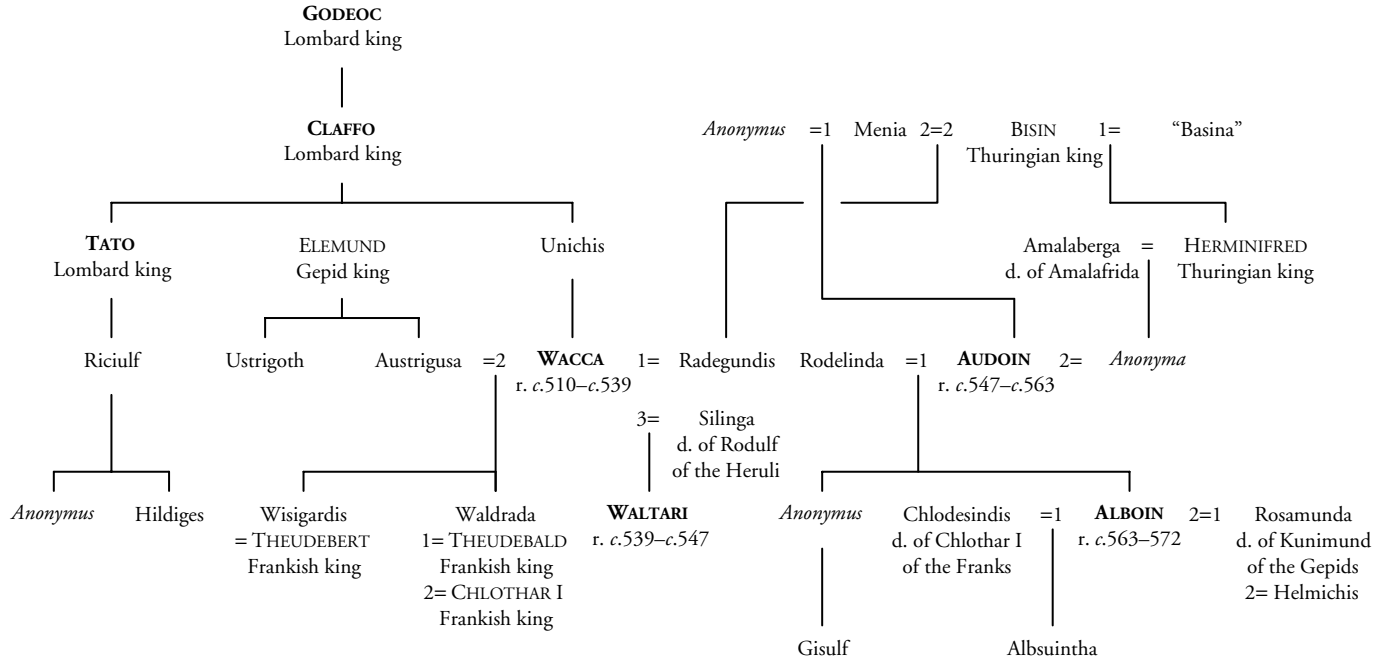 GODEOC
Lombard king
CLAFFO
Lombard king
Anonymus =1 Menia 2=2 BISIN 1= “Basina”
Thuringian king
TATO
Lombard king
ELEMUND
Gepid king
Unichis
Amalaberga = HERMINIFRED
d. of Amalafrida Thuringian king
Riciulf Ustrigoth Austrigusa =2 WACCA 1= Radegundis Rodelinda =1 AUDOIN 2= Anonyma
r. c.510–c.539 r. c.547–c.563
3= Silinga
d. of Rodulf
of the Heruli
Anonymus Hildiges
Wisigardis
= THEUDEBERT
Frankish king
Waldrada
1= THEUDEBALD
Frankish king
2= CHLOTHAR I
Frankish king
WALTARI
r. c.539–c.547
Anonymus
Chlodesindis =1 ALBOIN 2=1 Rosamunda
d. of Chlothar I r. c.563–572 d. of Kunimund
of the Franks of the Gepids
2= Helmichis
Gisulf Albsuintha